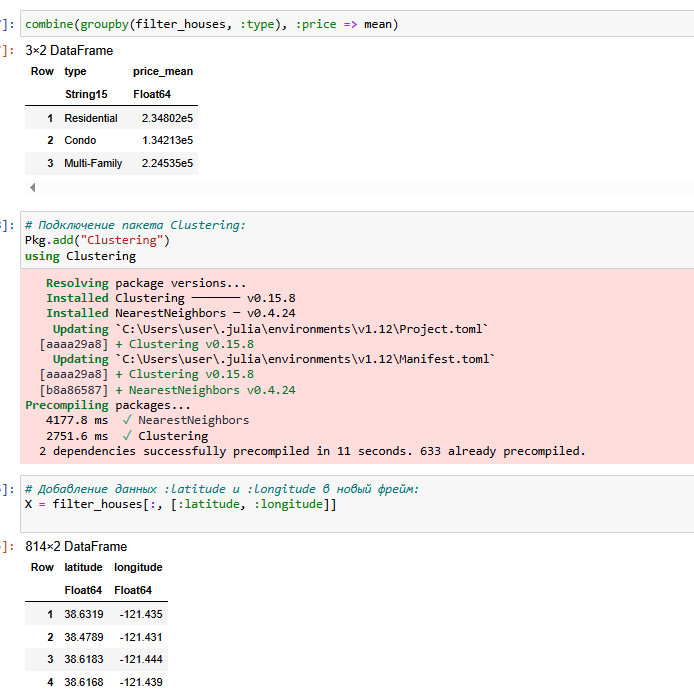 ]: combine(groupby(filter_houses, :type), :price => mean)
]: 3×2 DataFrame
Row type price_mean
String15 Float64
1 Residential 2.34802e5
2 Condo 1.34213e5
3 Multi-Family 2.24535e5
]: # Подключение пакета Clustering:
Pkg.add("Clustering")
using Clustering
Resolving package versions...
Installed Clustering ─────── v0.15.8
Installed NearestNeighbors ─ v0.4.24
Updating `C:\Users\user\.julia\environments\v1.12\Project.toml`
[aaaa29a8] + Clustering v0.15.8
Updating `C:\Users\user\.julia\environments\v1.12\Manifest.toml`
[aaaa29a8] + Clustering v0.15.8
[b8a86587] + NearestNeighbors v0.4.24
Precompiling packages...
4177.8 ms ✓ NearestNeighbors
2751.6 ms ✓ Clustering
2 dependencies successfully precompiled in 11 seconds. 633 already precompiled.
]: # Добавление данных :latitude и :longitude в новый фрейм:
X = filter_houses[:, [:latitude, :longitude]]
]: 814×2 DataFrame
Row latitude longitude
Float64 Float64
1 38.6319 -121.435
2 38.4789 -121.431
3 38.6183 -121.444
4 38.6168 -121.439